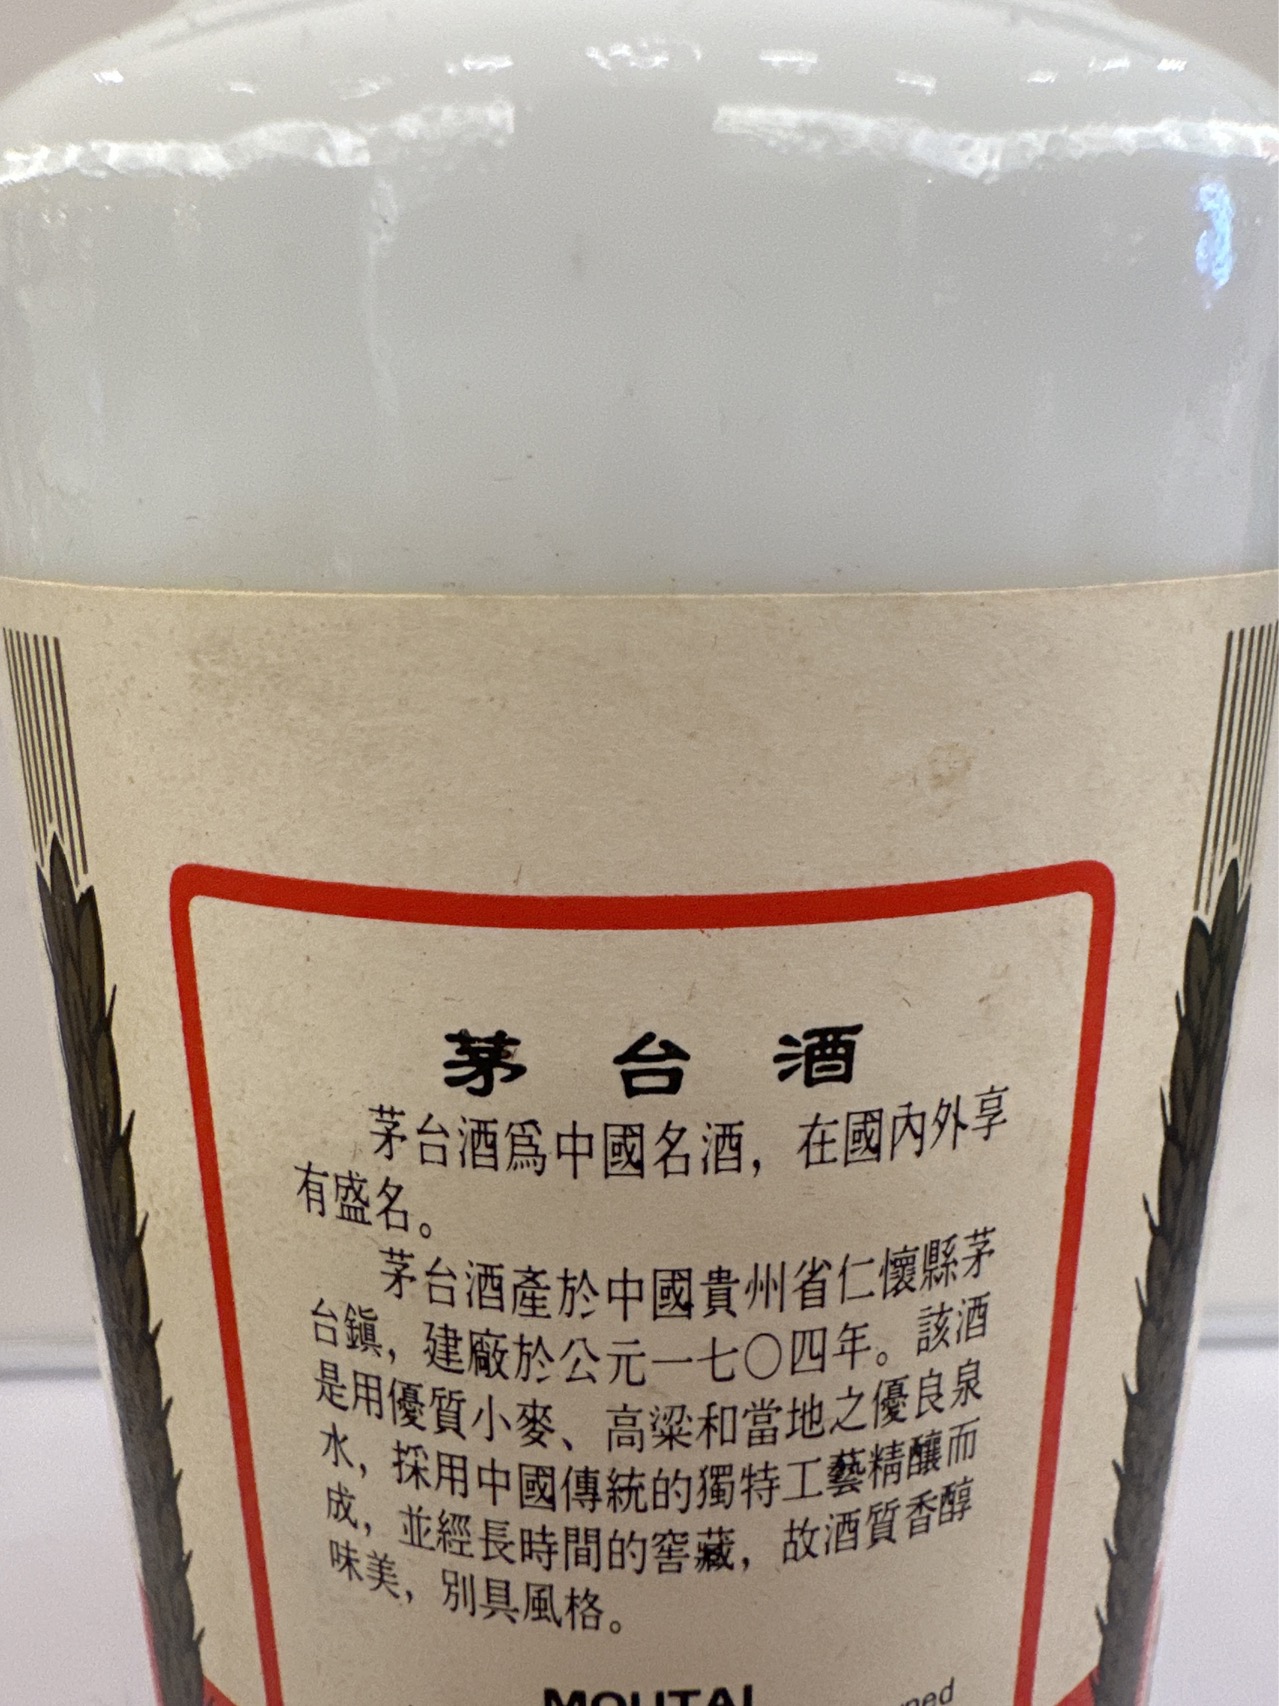 茅台酒
茅台酒爲中國名酒，在國內外享
有盛名。
茅台酒產於中國貴州省仁懷縣茅
台鎭，建廠於公元一七〇四年。該酒
是用優質小麥、高粱和當地之優良泉
水，採用中國傳統的獨特工藝精釀而
成，並經長時間的窖藏，故酒質香醇
味美，別具風格。
MOUTAI